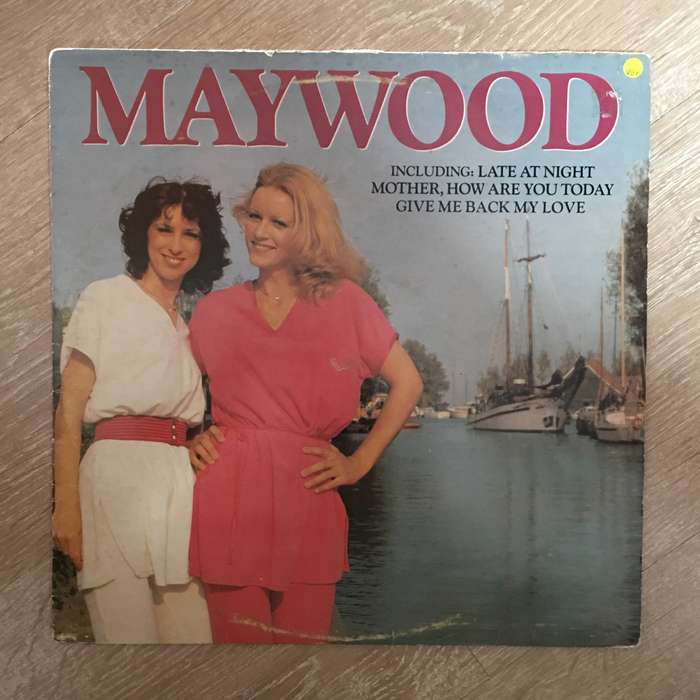 MAYWOOD
INCLUDING: LATE AT NIGHT
MOTHER, HOW ARE YOU TODAY
GIVE ME BACK MY LOVE